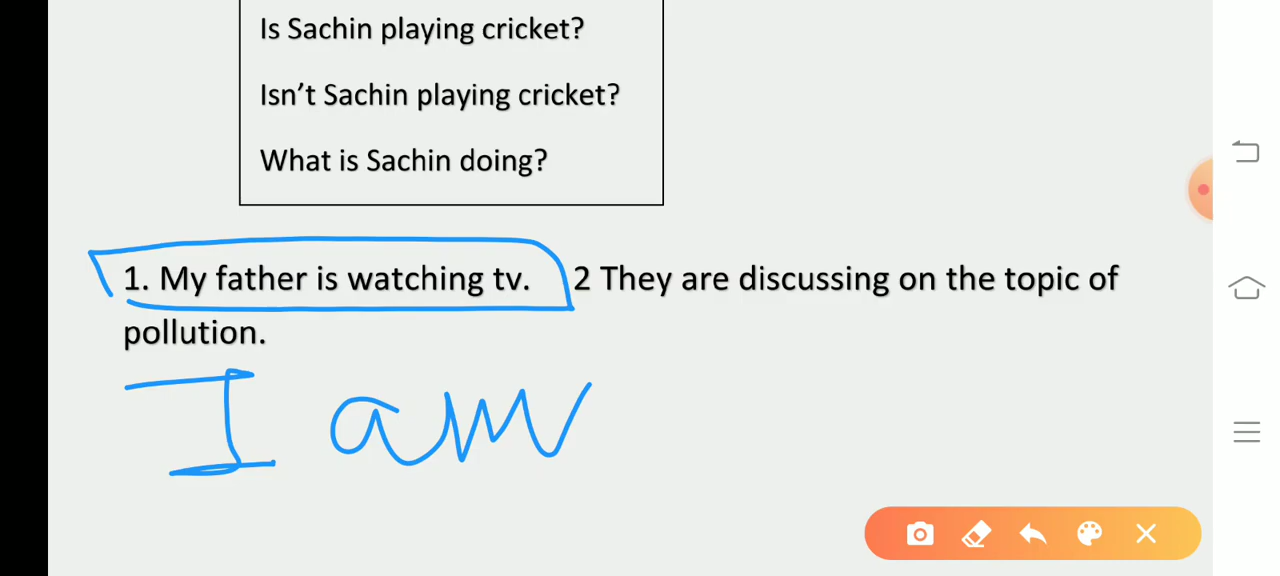 Is Sachin playing cricket?
Isn’t Sachin playing cricket?
What is Sachin doing?
1. My father is watching tv. 2 They are discussing on the topic of
pollution.
I am